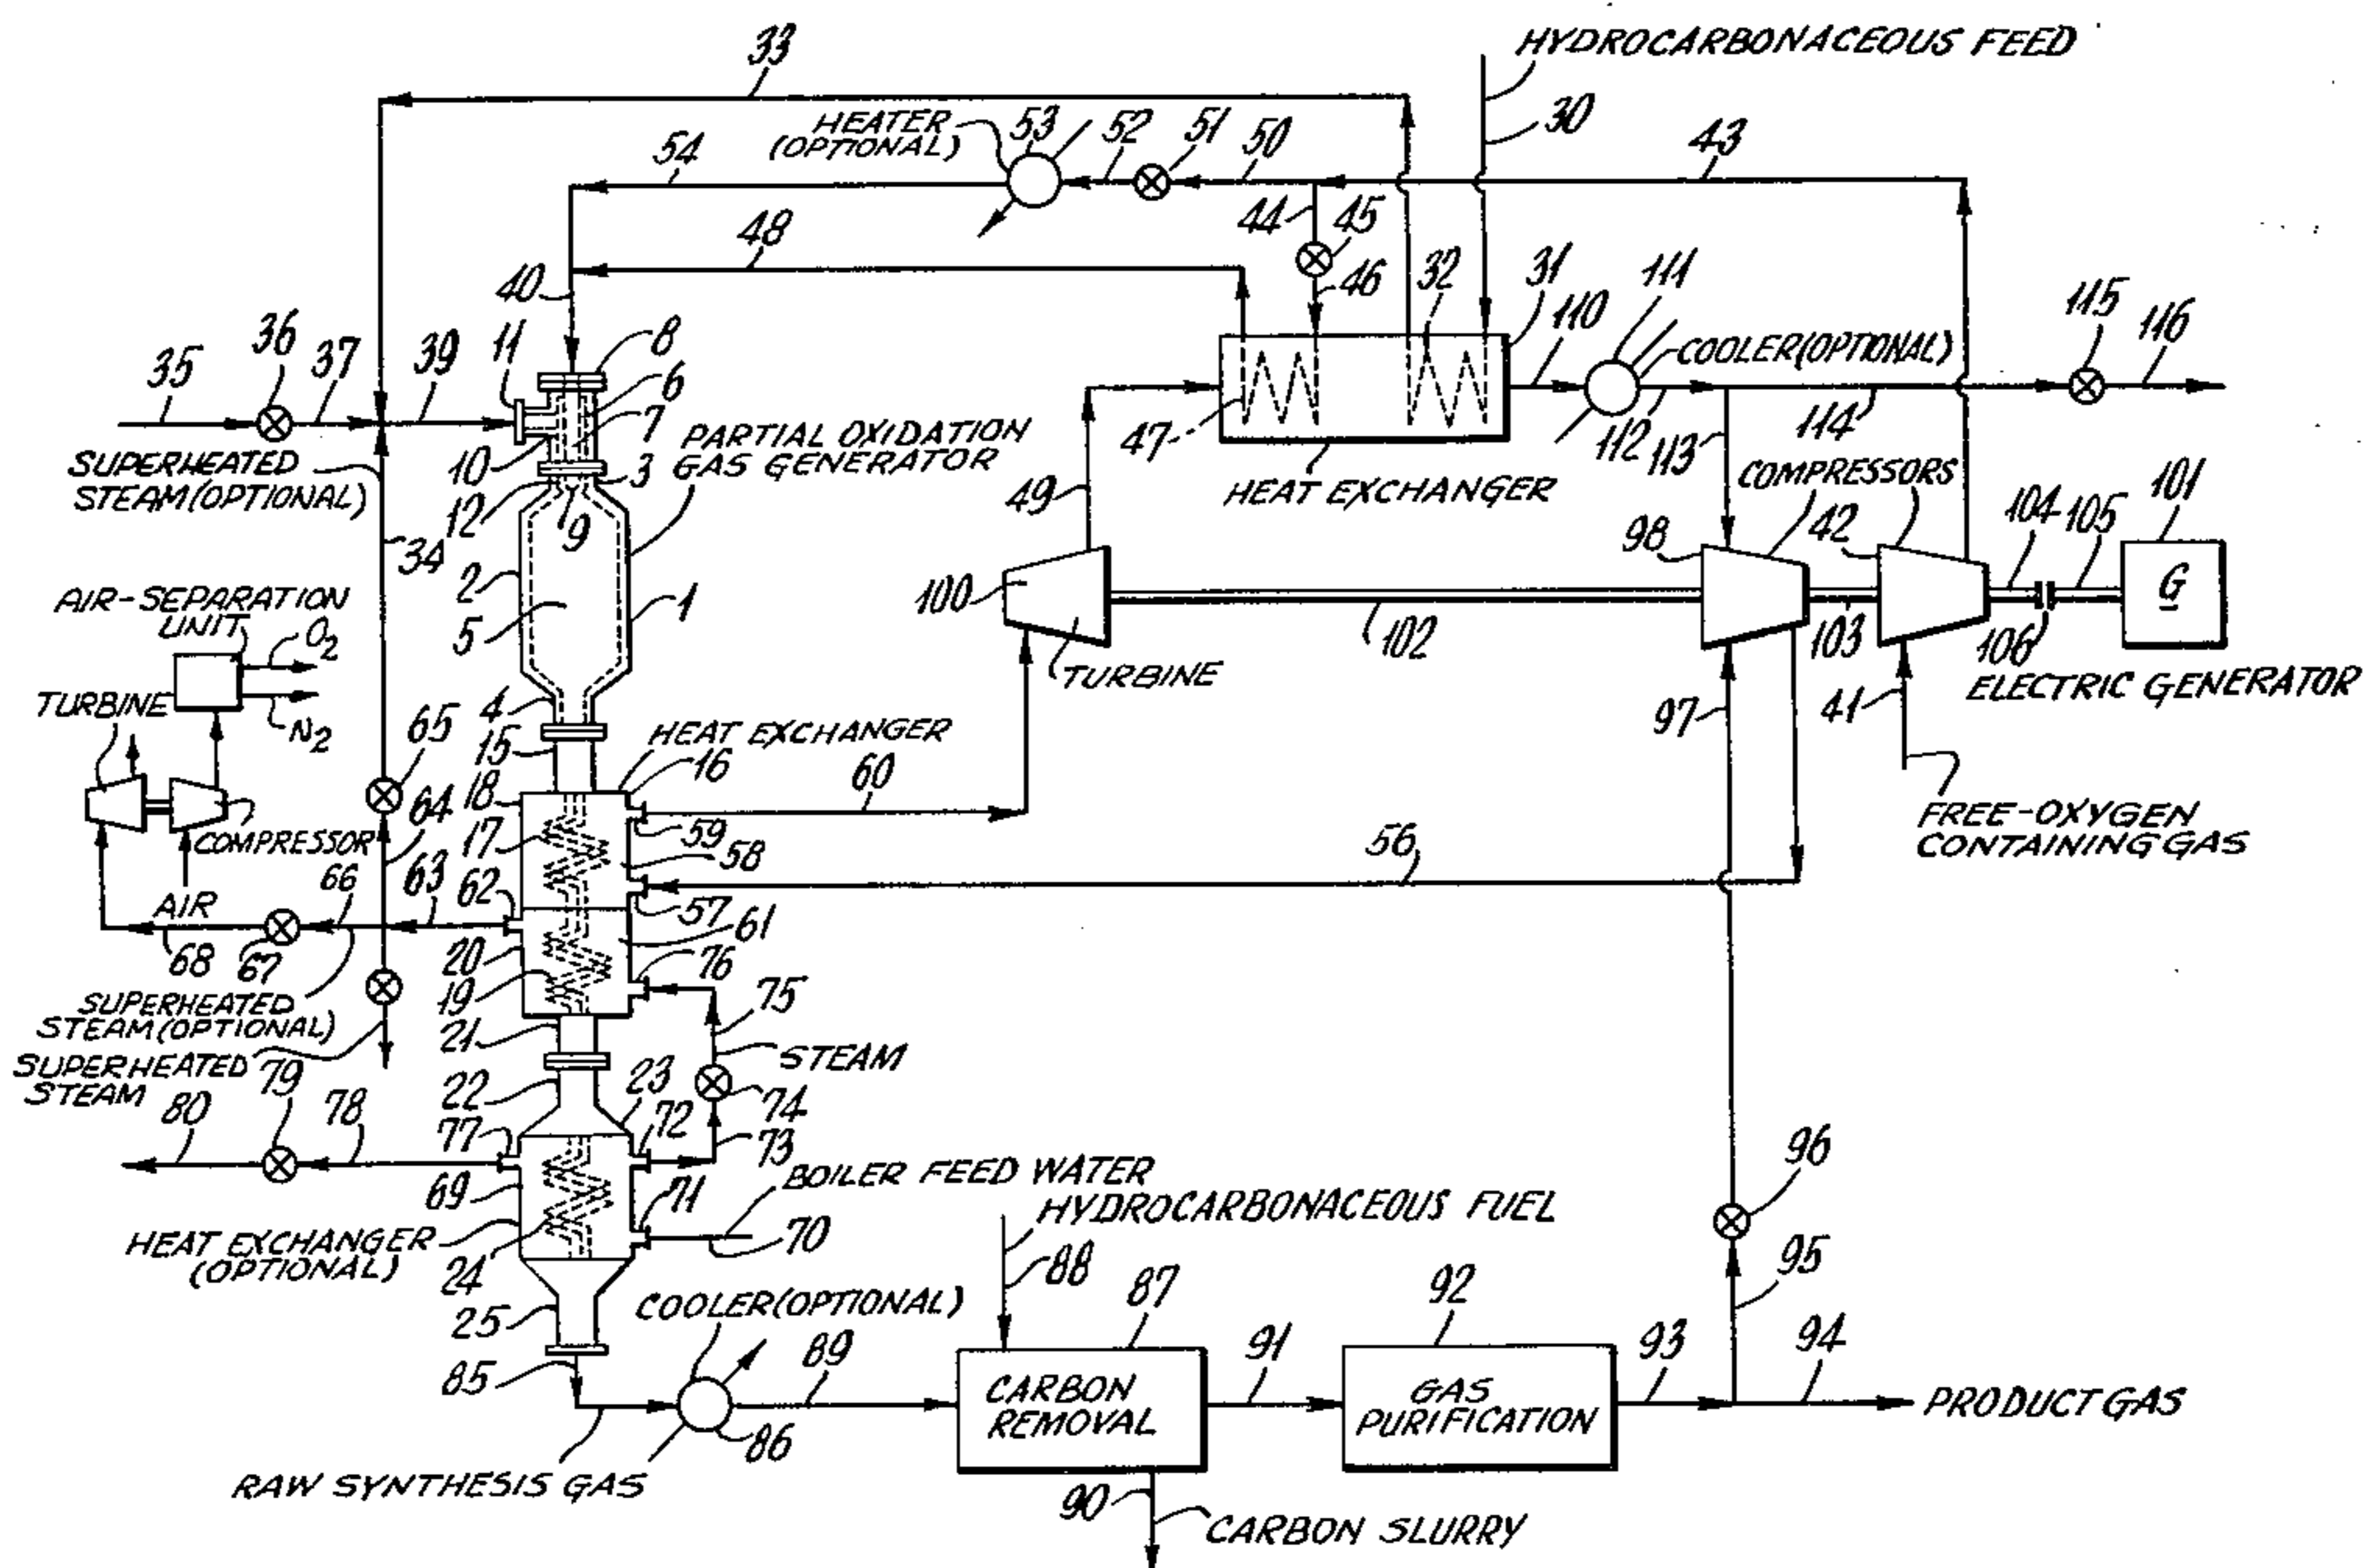 33
HYDROCARBONACEOUS FEED
HEATER
(OPTIONAL)
53
52
51
50
30
43
54
44
45
48
46
32
31
110
111
40
11
8
115
116
35
36
37
39
6
7
COOLER (OPTIONAL)
47
112
113
114
10
PARTIAL OXIDATION
GAS GENERATOR
3
SUPERHEATED
STEAM (OPTIONAL)
12
9
49
HEAT EXCHANGER
COMPRESSORS
34
98
42
104
105
101
2
5
1
100
G
AIR-SEPARATION
UNIT
O2
102
103
106
TURBINE
ELECTRIC GENERATOR
TURBINE
N2
4
97
41
65
15
HEAT EXCHANGER
16
60
18
64
17
59
FREE-OXYGEN
CONTAINING GAS
COMPRESSOR
58
56
66
63
62
AIR
57
61
68
67
20
76
19
75
SUPERHEATED
STEAM (OPTIONAL)
21
STEAM
SUPERHEATED
STEAM
79
22
23
74
80
78
77
72
73
96
69
71
BOILER FEED WATER
HYDROCARBONACEOUS FUEL
70
HEAT EXCHANGER
(OPTIONAL)
24
88
95
COOLER (OPTIONAL)
87
92
25
89
91
93
94
85
CARBON
REMOVAL
GAS
PURIFICATION
PRODUCT GAS
86
RAW SYNTHESIS GAS
90
CARBON SLURRY